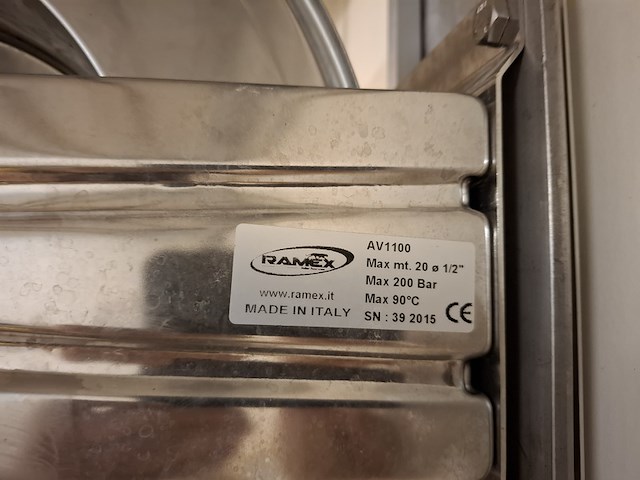 RAMEX
www.ramex.it
MADE IN ITALY
AV1100
Max mt. 20 ø 1/2"
Max 200 Bar
Max 90°C
SN : 39 2015
CE